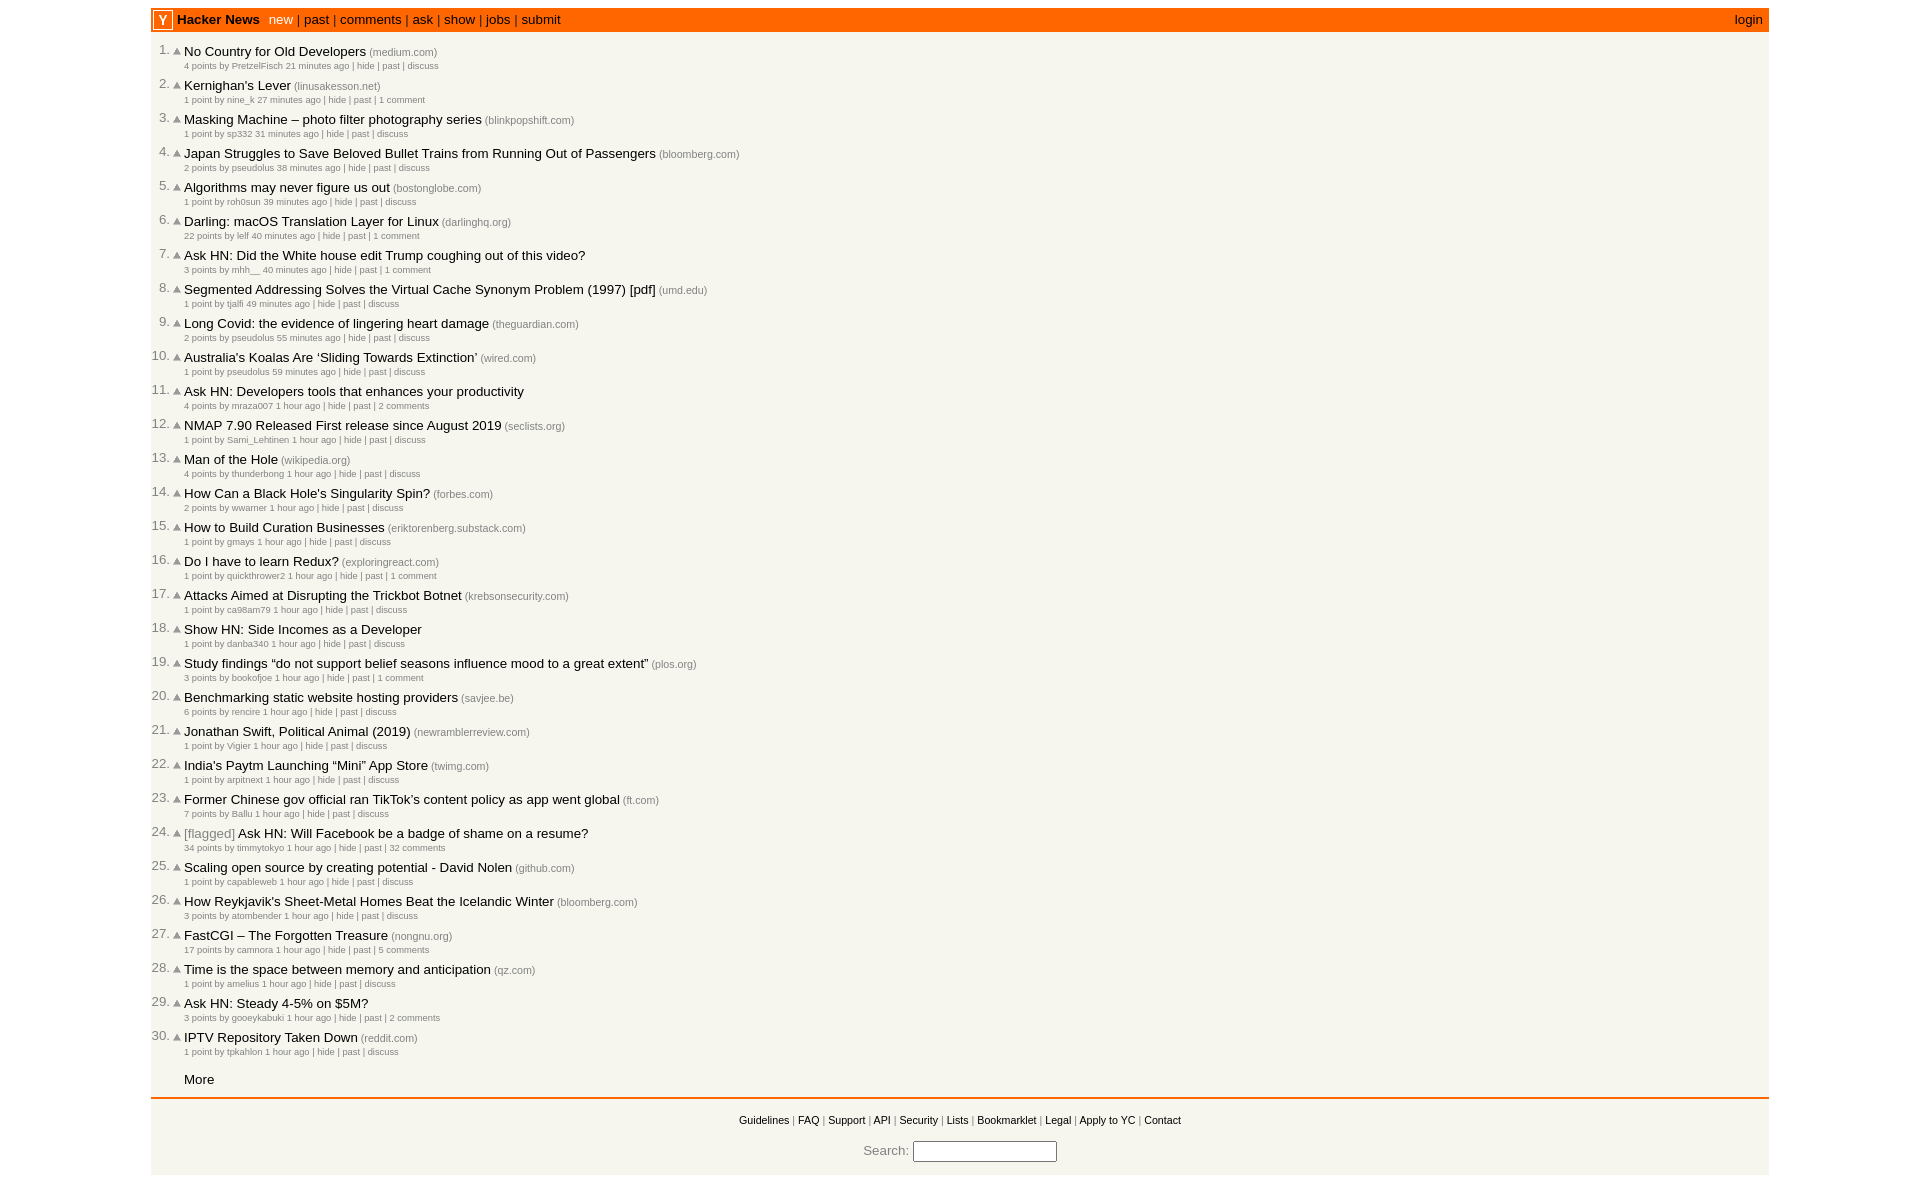 Y Hacker News new | past | comments | ask | show | jobs | submit login
1. No Country for Old Developers (medium.com)
4 points by PretzelFisch 21 minutes ago | hide | past | discuss
2. Kernighan's Lever (linusakesson.net)
1 point by nine_k 27 minutes ago | hide | past | 1 comment
3. Masking Machine – photo filter photography series (blinkpopshift.com)
1 point by sp332 31 minutes ago | hide | past | discuss
4. Japan Struggles to Save Beloved Bullet Trains from Running Out of Passengers (bloomberg.com)
2 points by pseudolus 38 minutes ago | hide | past | discuss
5. Algorithms may never figure us out (bostonglobe.com)
1 point by roh0sun 39 minutes ago | hide | past | discuss
6. Darling: macOS Translation Layer for Linux (darlinghq.org)
22 points by lelf 40 minutes ago | hide | past | 1 comment
7. Ask HN: Did the White house edit Trump coughing out of this video?
3 points by mhh__ 40 minutes ago | hide | past | 1 comment
8. Segmented Addressing Solves the Virtual Cache Synonym Problem (1997) [pdf] (umd.edu)
1 point by tjalfi 49 minutes ago | hide | past | discuss
9. Long Covid: the evidence of lingering heart damage (theguardian.com)
2 points by pseudolus 55 minutes ago | hide | past | discuss
10. Australia's Koalas Are ‘Sliding Towards Extinction’ (wired.com)
1 point by pseudolus 59 minutes ago | hide | past | discuss
11. Ask HN: Developers tools that enhances your productivity
4 points by mraza007 1 hour ago | hide | past | 2 comments
12. NMAP 7.90 Released First release since August 2019 (seclists.org)
1 point by Sami_Lehtinen 1 hour ago | hide | past | discuss
13. Man of the Hole (wikipedia.org)
4 points by thunderbong 1 hour ago | hide | past | discuss
14. How Can a Black Hole's Singularity Spin? (forbes.com)
2 points by wwarner 1 hour ago | hide | past | discuss
15. How to Build Curation Businesses (eriktorenberg.substack.com)
1 point by gmays 1 hour ago | hide | past | discuss
16. Do I have to learn Redux? (exploringreact.com)
1 point by quickthrower2 1 hour ago | hide | past | 1 comment
17. Attacks Aimed at Disrupting the Trickbot Botnet (krebsonsecurity.com)
1 point by ca98am79 1 hour ago | hide | past | discuss
18. Show HN: Side Incomes as a Developer
1 point by danba340 1 hour ago | hide | past | discuss
19. Study findings “do not support belief seasons influence mood to a great extent” (plos.org)
3 points by bookofjoe 1 hour ago | hide | past | 1 comment
20. Benchmarking static website hosting providers (savjee.be)
6 points by rencire 1 hour ago | hide | past | discuss
21. Jonathan Swift, Political Animal (2019) (newramblerreview.com)
1 point by Vigier 1 hour ago | hide | past | discuss
22. India's Paytm Launching “Mini” App Store (twimg.com)
1 point by arpitnext 1 hour ago | hide | past | discuss
23. Former Chinese gov official ran TikTok’s content policy as app went global (ft.com)
7 points by Ballu 1 hour ago | hide | past | discuss
24. [flagged] Ask HN: Will Facebook be a badge of shame on a resume?
34 points by timmytokyo 1 hour ago | hide | past | 32 comments
25. Scaling open source by creating potential - David Nolen (github.com)
1 point by capableweb 1 hour ago | hide | past | discuss
26. How Reykjavik's Sheet-Metal Homes Beat the Icelandic Winter (bloomberg.com)
3 points by atombender 1 hour ago | hide | past | discuss
27. FastCGI – The Forgotten Treasure (nongnu.org)
17 points by camnora 1 hour ago | hide | past | 5 comments
28. Time is the space between memory and anticipation (qz.com)
1 point by amelius 1 hour ago | hide | past | discuss
29. Ask HN: Steady 4-5% on $5M?
3 points by gooeykabuki 1 hour ago | hide | past | 2 comments
30. IPTV Repository Taken Down (reddit.com)
1 point by tpkahlon 1 hour ago | hide | past | discuss
More
Guidelines | FAQ | Support | API | Security | Lists | Bookmarklet | Legal | Apply to YC | Contact
Search: